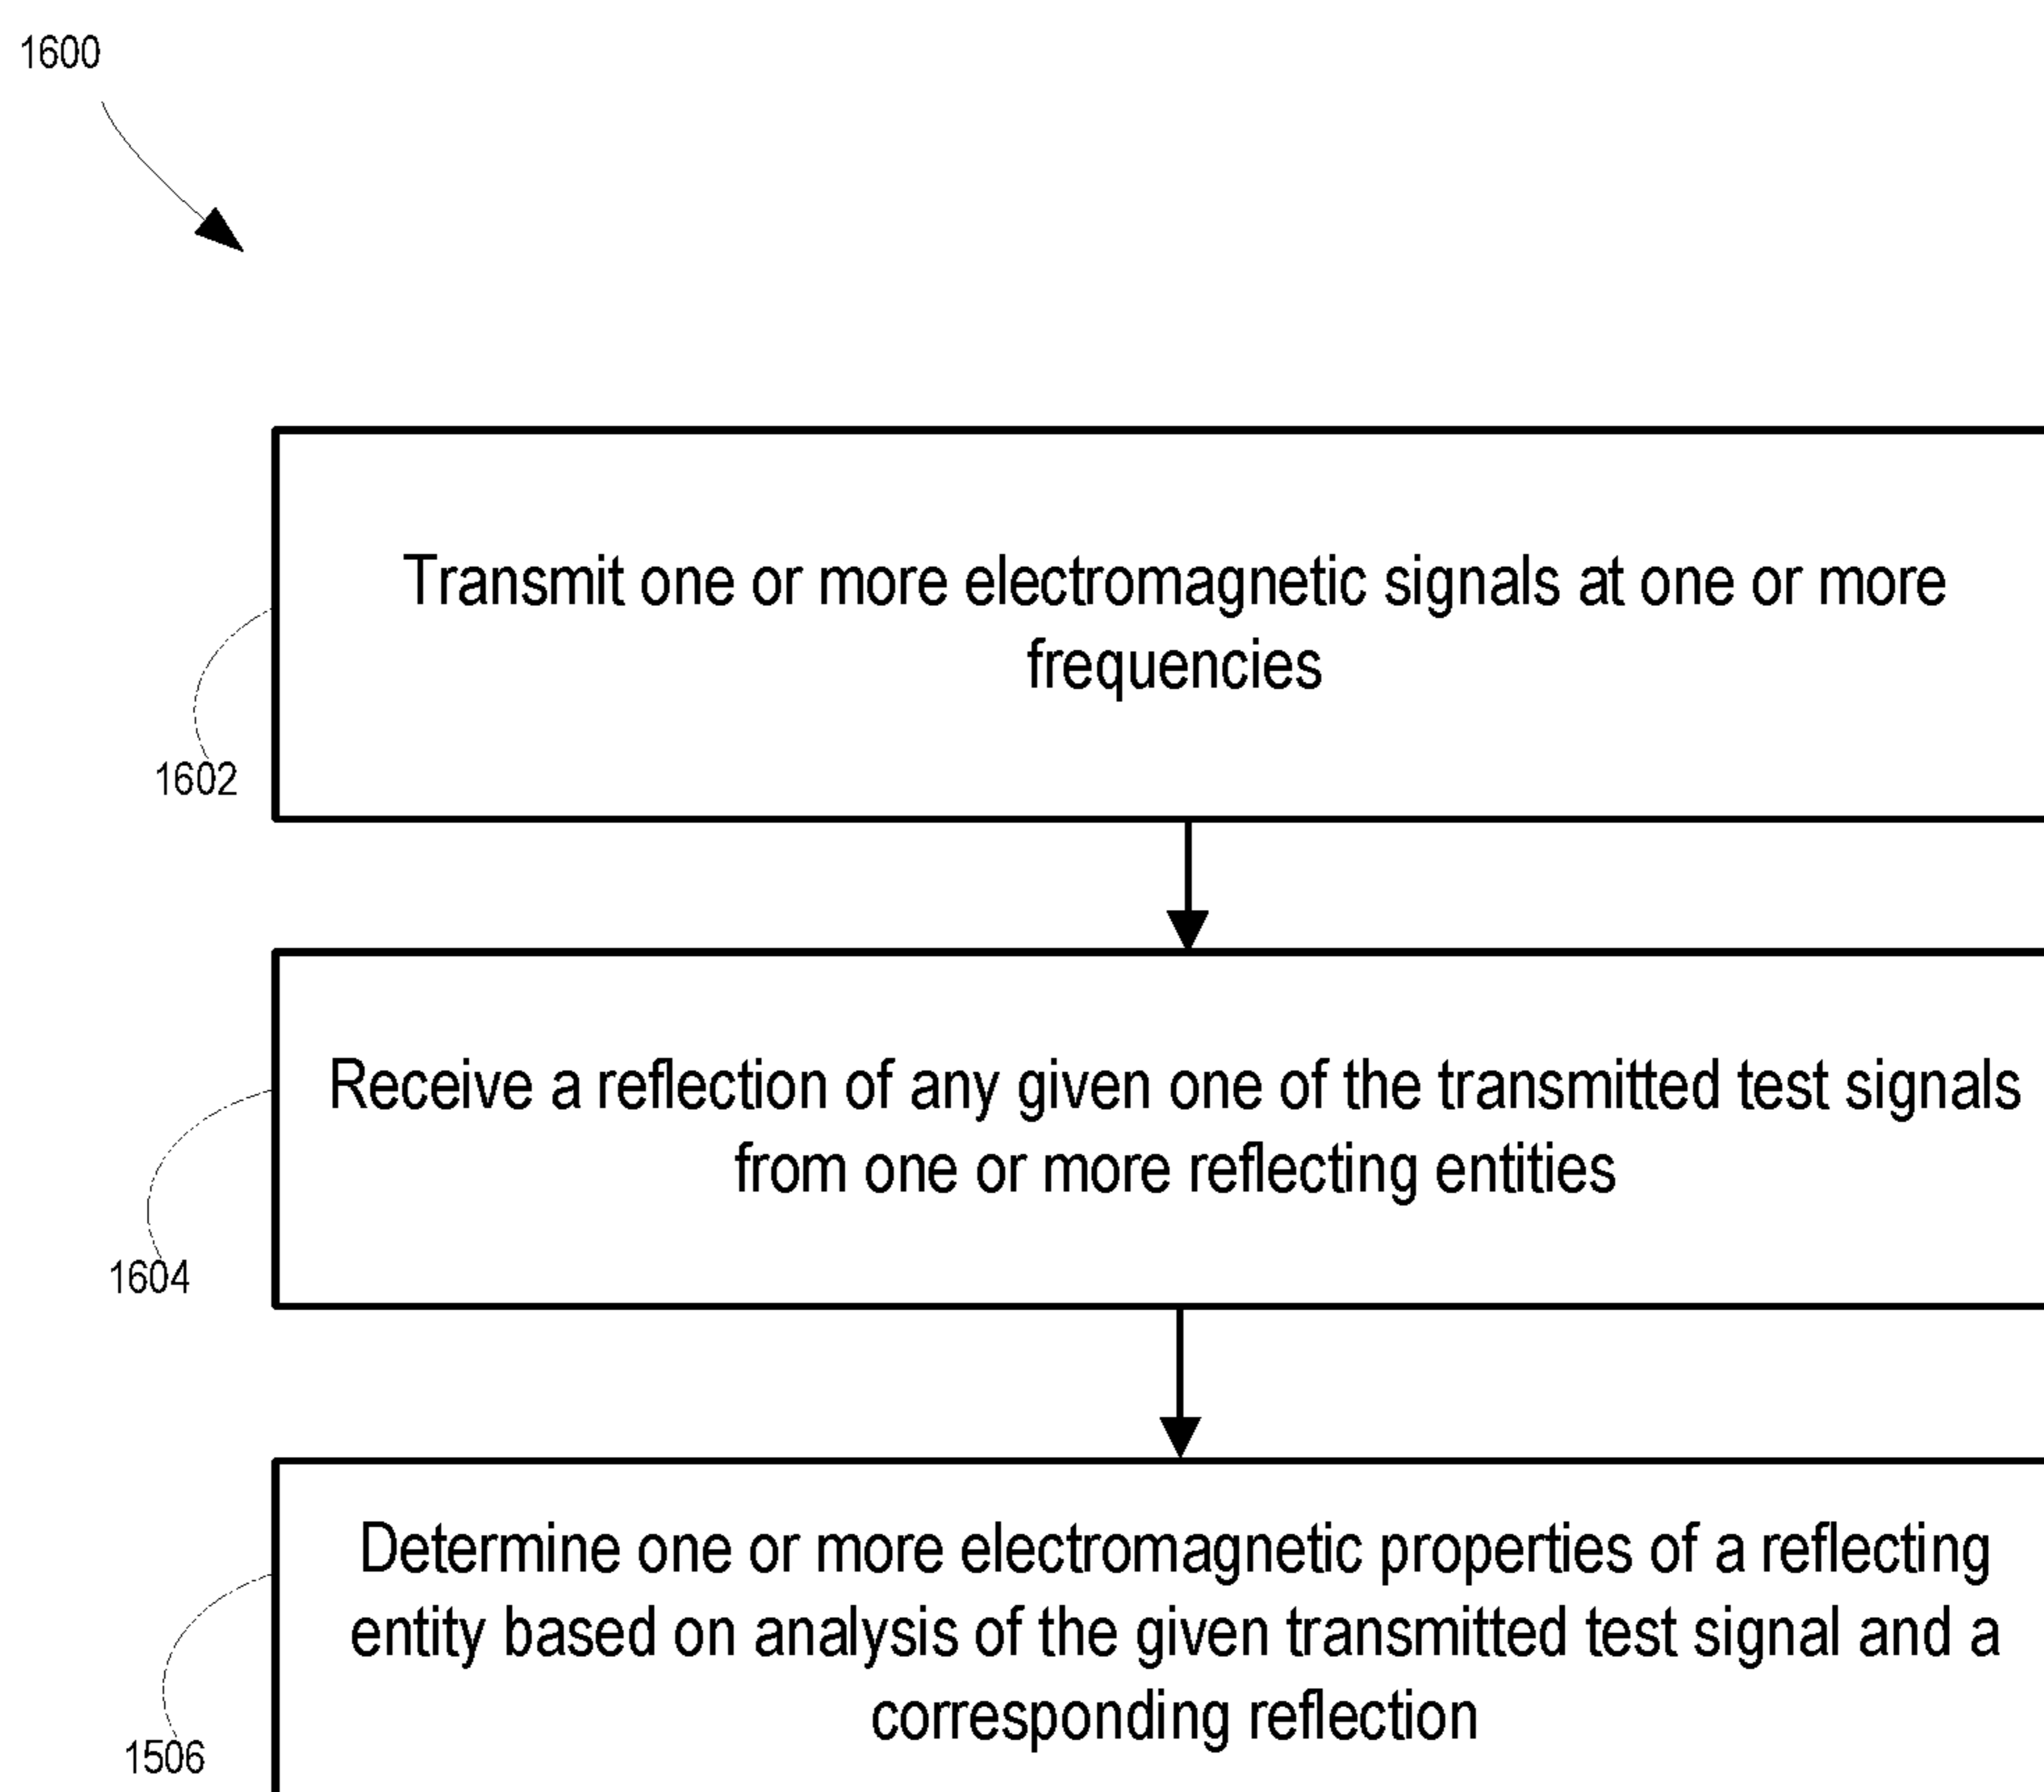 1600
Transmit one or more electromagnetic signals at one or more
frequencies
1602
Receive a reflection of any given one of the transmitted test signals
from one or more reflecting entities
1604
Determine one or more electromagnetic properties of a reflecting
entity based on analysis of the given transmitted test signal and a
corresponding reflection
1506